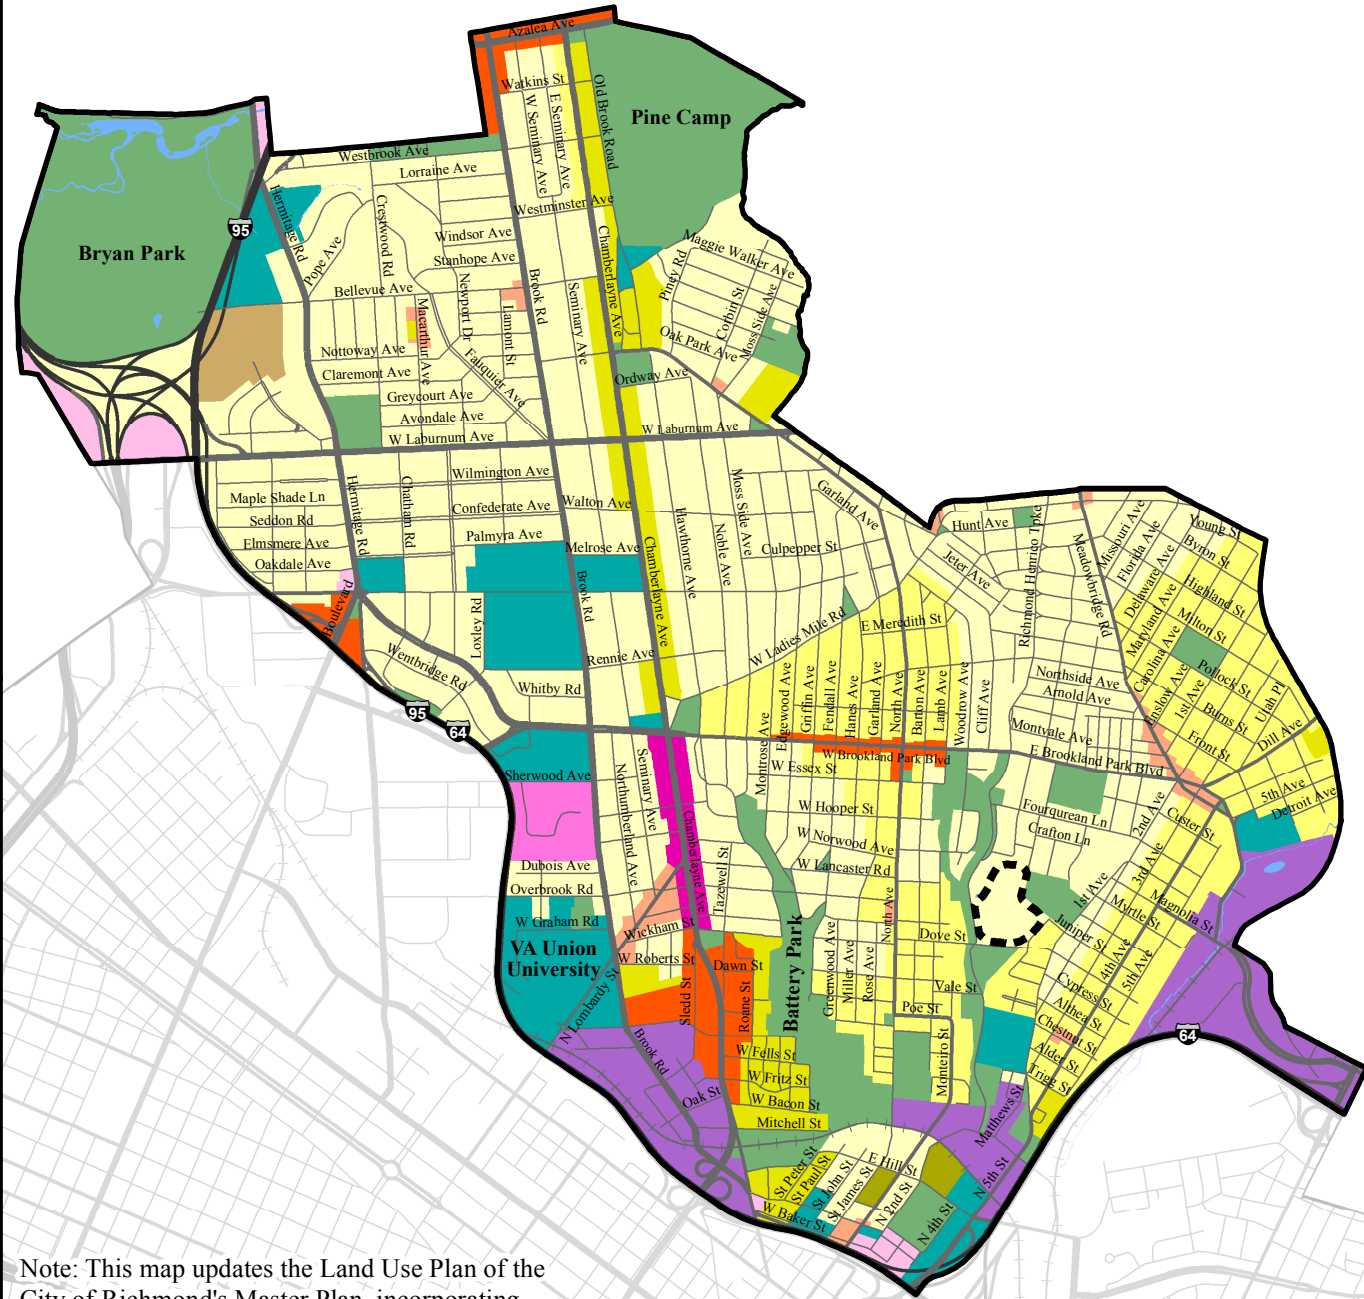 Azalea Ave
Watkins St
Old Brook Road
W Seminary Ave
E Seminary Ave
Pine Camp
Westbrook Ave
Lorraine Ave
Westminster Ave
Hermitage Rd
Crestwood Rd
Windsor Ave
Stanhope Ave
Chamberlayne Ave
Maggie Walker Ave
95
Bryan Park
Pope Ave
Bellevue Ave
Newport Dr
Brook Rd
Seminary Ave
Piney Rd
Corbin St
Moss Side Ave
Macarthur Ave
Lamont St
Oak Park Ave
Nottoway Ave
Fauquier Ave
Claremont Ave
Ordway Ave
Greycourt Ave
Avondale Ave
W Laburnum Ave
W Laburnum Ave
Wilmington Ave
Maple Shade Ln
Hermitage Rd
Chatham Rd
Confederate Ave
Walton Ave
Moss Side Ave
Garland Ave
Seddon Rd
Hawthorne Ave
Noble Ave
Hunt Ave
Richmond Henrico Tpke
Meadowbridge Rd
Missouri Ave
Young St
Florida Ave
Byron St
Elmsmere Ave
Palmyra Ave
Melrose Ave
Chamberlayne Ave
Culpepper St
Jeter Ave
Oakdale Ave
Delaware Ave
Highland St
Boulevard
Loxley Rd
Brook Rd
Maryland Ave
Milton St
E Meredith St
W Ladies Mile Rd
Carolina Ave
Pollock St
Wentbridge Rd
Rennie Ave
Whitby Rd
Edgewood Ave
Griffin Ave
Fendall Ave
Hanes Ave
Garland Ave
North Ave
Barton Ave
Lamb Ave
Woodrow Ave
Cliff Ave
Northside Ave
Arnold Ave
1st Ave
Burns St
Utah Pl
95
64
Montrose Ave
Montvale Ave
Front St
Dill Ave
W Brookland Park Blvd
E Brookland Park Blvd
Sherwood Ave
Northumberland Ave
Seminary Ave
W Essex St
5th Ave
Detroit Ave
Chamberlayne Ave
W Hooper St
Fourqurean Ln
2nd Ave
Custer St
Crafton Ln
W Norwood Ave
3rd Ave
Dubois Ave
Tazewell St
W Lancaster Rd
Overbrook Rd
1st Ave
Magnolia St
Myrtle St
W Graham Rd
Wickham St
North Ave
Dove St
Juniper St
VA Union
University
W Roberts St
Dawn St
Battery Park
Greenwood Ave
Miller Ave
Rose Ave
4th Ave
5th Ave
N Lombardy St
Sledd St
Roane St
Vale St
Cypress St
Poe St
Althea St
Chestnut St
64
Brook Rd
W Fells St
Monteiro St
Alder St
W Fritz St
Trigg St
Oak St
W Bacon St
Matthews St
Mitchell St
St Peter St
St Paul St
St John St
St James St
E Hill St
N 5th St
N 2nd St
N 4th St
W Baker St
Note: This map updates the Land Use Plan of the
City of Richmond's Master Plan, incorporating